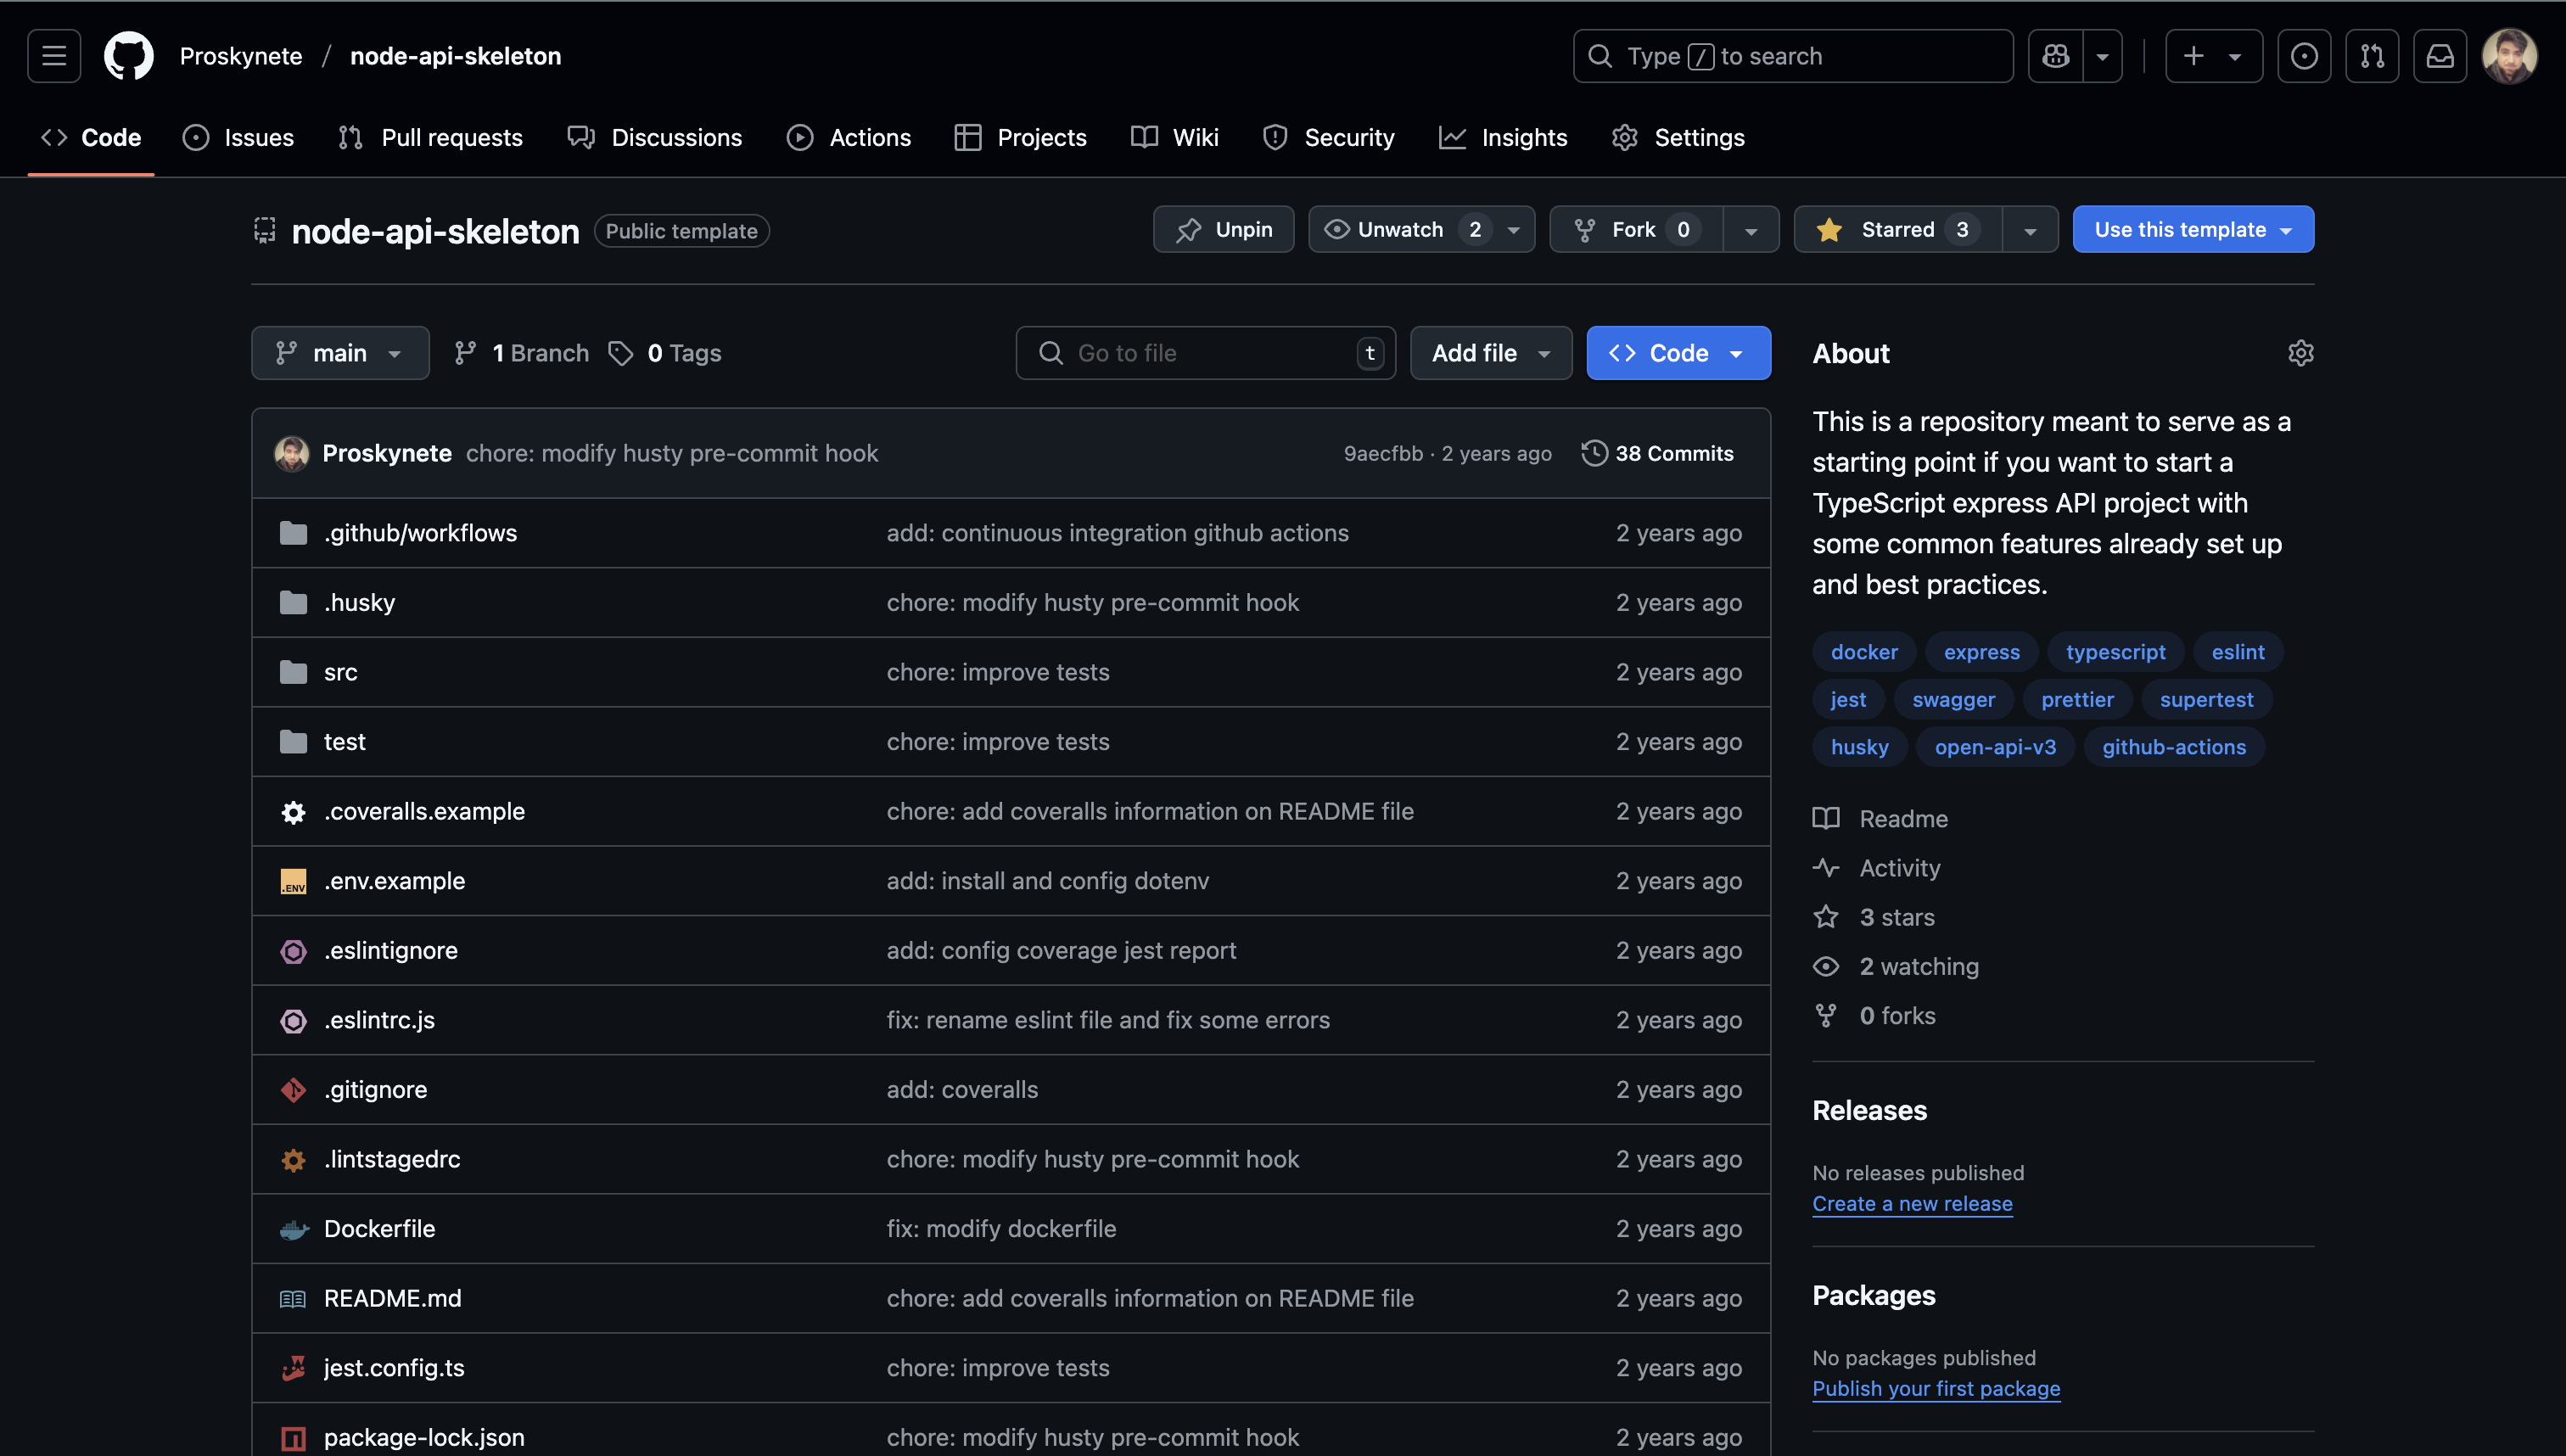 Proskynete / node-api-skeleton
Type / to search
Code Issues Pull requests Discussions Actions Projects Wiki Security Insights Settings
node-api-skeleton Public template
Unpin Unwatch 2 Fork 0 Starred 3 Use this template
main 1 Branch 0 Tags Go to file t Add file Code
Proskynete chore: modify husty pre-commit hook 9aecfbb · 2 years ago 38 Commits
.github/workflows add: continuous integration github actions 2 years ago
.husky chore: modify husty pre-commit hook 2 years ago
src chore: improve tests 2 years ago
test chore: improve tests 2 years ago
.coveralls.example chore: add coveralls information on README file 2 years ago
.ENV .env.example add: install and config dotenv 2 years ago
.eslintignore add: config coverage jest report 2 years ago
.eslintrc.js fix: rename eslint file and fix some errors 2 years ago
.gitignore add: coveralls 2 years ago
.lintstagedrc chore: modify husty pre-commit hook 2 years ago
Dockerfile fix: modify dockerfile 2 years ago
README.md chore: add coveralls information on README file 2 years ago
jest.config.ts chore: improve tests 2 years ago
package-lock.json chore: modify husty pre-commit hook 2 years ago
About
This is a repository meant to serve as a
starting point if you want to start a
TypeScript express API project with
some common features already set up
and best practices.
docker express typescript eslint
jest swagger prettier supertest
husky open-api-v3 github-actions
Readme
Activity
3 stars
2 watching
0 forks
Releases
No releases published
Create a new release
Packages
No packages published
Publish your first package